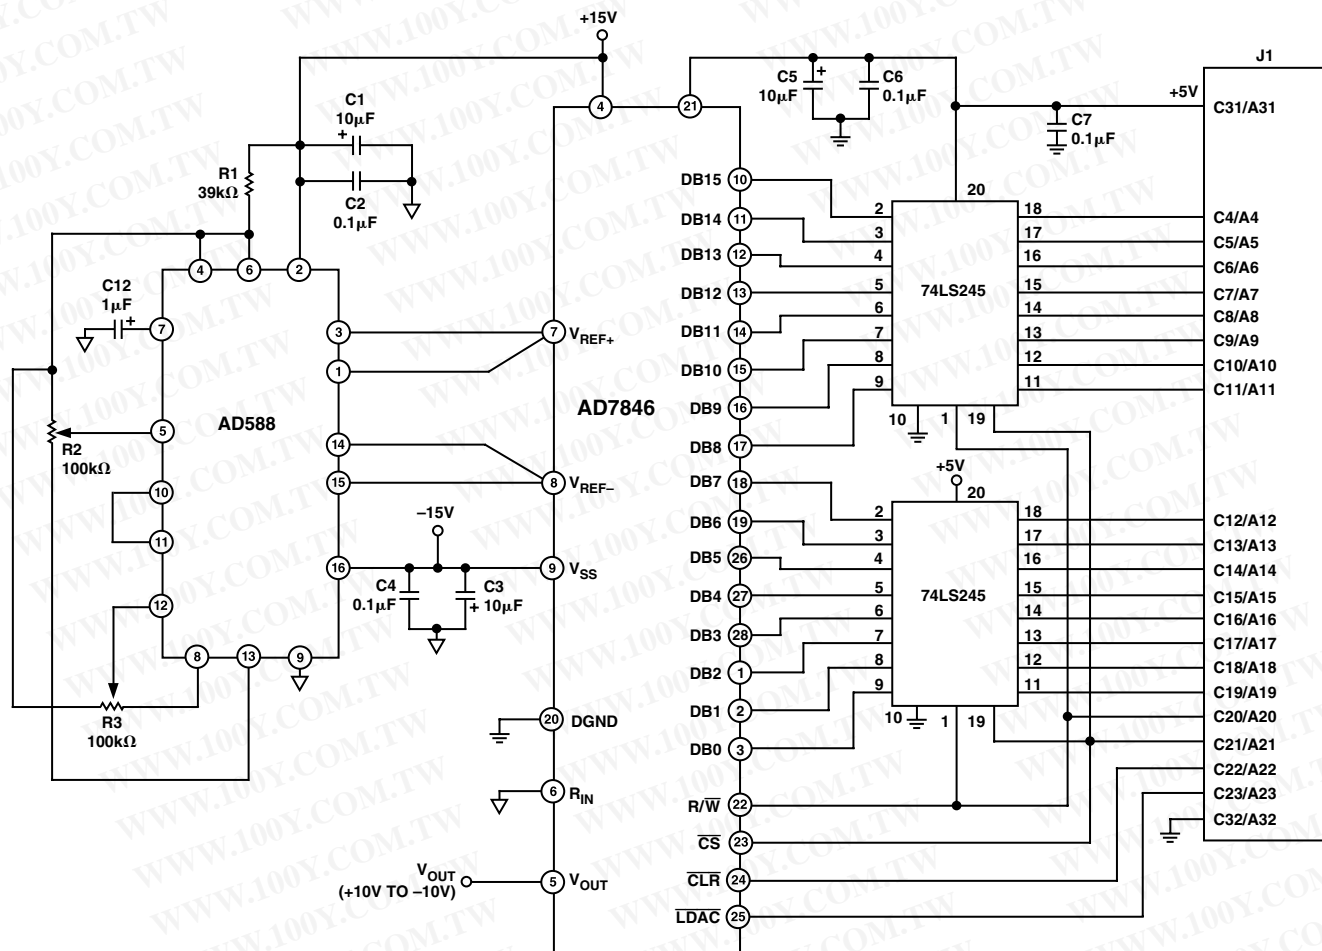 +15V
J1
C1
10µF
+
C5
10µF
+
C6
0.1µF
+5V
C31/A31
C7
0.1µF
4
21
R1
39kΩ
C2
0.1µF
DB15 10
DB14 11
DB13 12
DB12 13
DB11 14
DB10 15
DB9 16
DB8 17
DB7 18
DB6 19
DB5 26
DB4 27
DB3 28
DB2 1
DB1 2
DB0 3
R/W 22
CS 23
CLR 24
LDAC 25
20
2
3
4
5
6
7
8
9
74LS245
18
17
16
15
14
13
12
11
10
1
19
C4/A4
C5/A5
C6/A6
C7/A7
C8/A8
C9/A9
C10/A10
C11/A11
+5V
20
2
3
4
5
6
7
8
9
74LS245
18
17
16
15
14
13
12
11
10
1
19
C12/A12
C13/A13
C14/A14
C15/A15
C16/A16
C17/A17
C18/A18
C19/A19
C20/A20
C21/A21
C22/A22
C23/A23
C32/A32
4
6
2
C12
1µF
+
7
3
1
AD588
5
R2
100kΩ
14
15
10
11
16
12
8
13
9
R3
100kΩ
–15V
C4
0.1µF
C3
+ 10µF
AD7846
7 VREF+
8 VREF–
9 VSS
20 DGND
6 RIN
5 VOUT
VOUT
(+10V TO –10V)
WWW.100Y.COM.TW